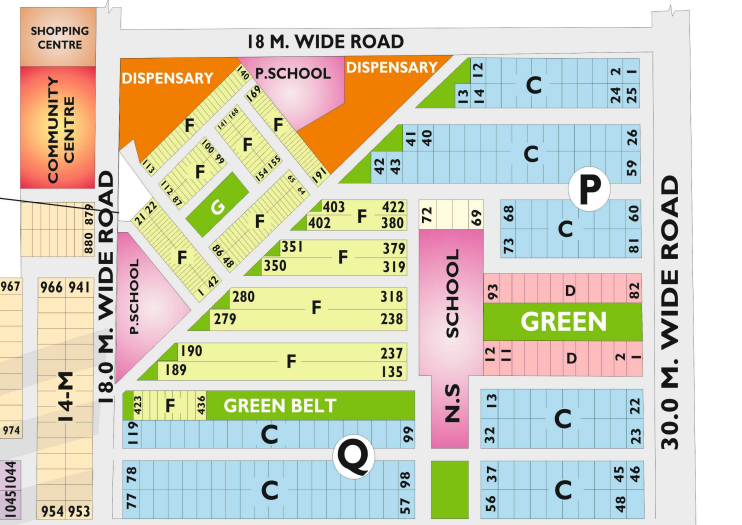 SHOPPING
CENTRE
COMMUNITY
CENTRE
18 M. WIDE ROAD
DISPENSARY
P.SCHOOL
DISPENSARY
140
169
F
F
113
141 168
F
100 99
F
112 87
154 155
191
65 64
G
F
21 22
F
86 48
1 42
P.SCHOOL
18.0 M. WIDE ROAD
12
13
14
C
2
1
24
25
41
40
42
43
C
26
59
P
403
422
402
F
380
72
69
68
73
C
60
81
351
379
350
F
319
280
318
279
F
238
190
237
189
F
135
SCHOOL
N.S
93
D
82
GREEN
12
11
D
2
1
30.0 M. WIDE ROAD
423
F
436
GREEN BELT
119
C
99
Q
13
32
C
22
23
78
77
C
98
57
37
56
C
45
46
48
879
880
967
966 941
14-M
974
1045 1044
954 953